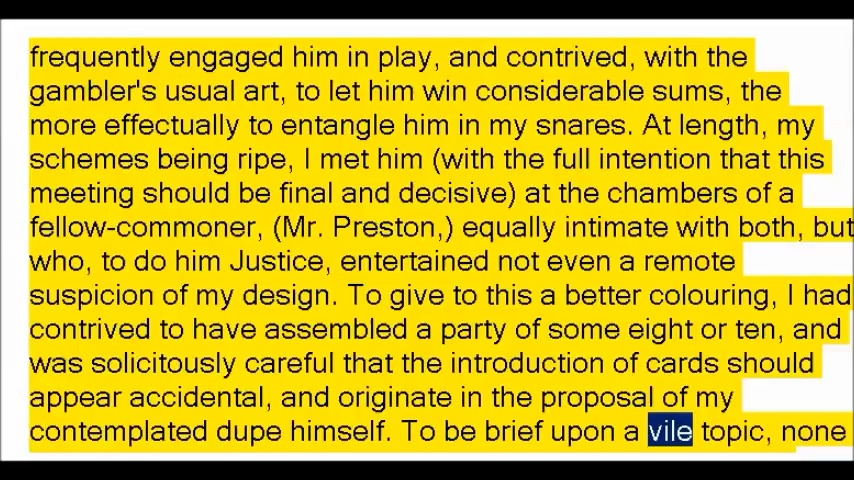 frequently engaged him in play, and contrived, with the
gambler's usual art, to let him win considerable sums, the
more effectually to entangle him in my snares. At length, my
schemes being ripe, I met him (with the full intention that this
meeting should be final and decisive) at the chambers of a
fellow-commoner, (Mr. Preston,) equally intimate with both, but
who, to do him Justice, entertained not even a remote
suspicion of my design. To give to this a better colouring, I had
contrived to have assembled a party of some eight or ten, and
was solicitously careful that the introduction of cards should
appear accidental, and originate in the proposal of my
contemplated dupe himself. To be brief upon a vile topic, none